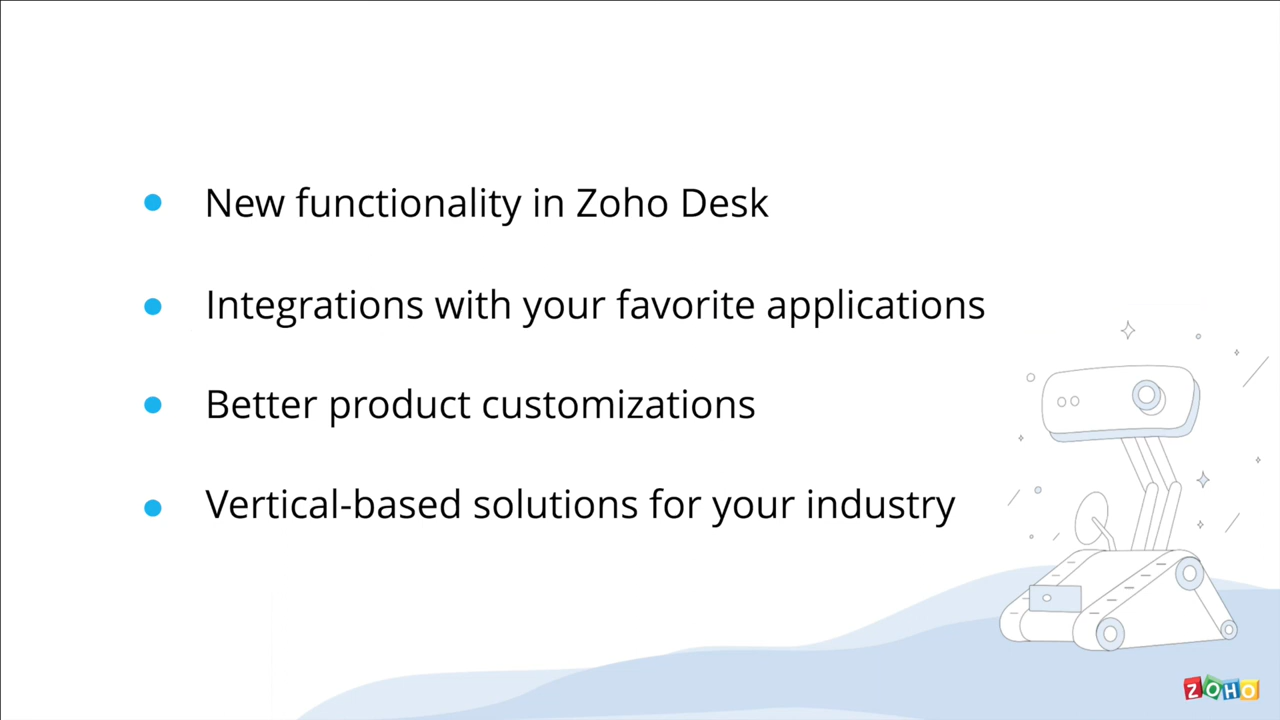 New functionality in Zoho Desk
Integrations with your favorite applications
Better product customizations
Vertical-based solutions for your industry
ZOHO